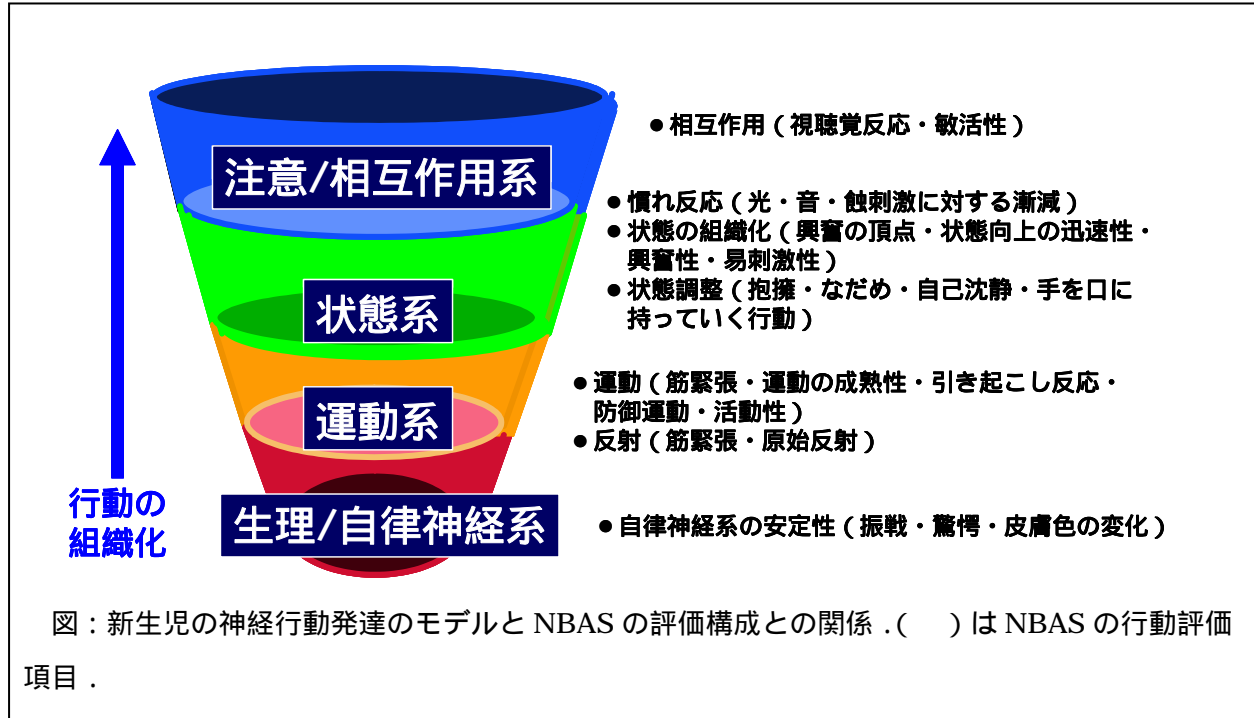 ●相互作用（視聴覚反応・敏活性）
注意/相互作用系
●慣れ反応（光・音・蝕刺激に対する漸減）
●状態の組織化（興奮の頂点・状態向上の迅速性・
興奮性・易刺激性）
●状態調整（抱擁・なだめ・自己沈静・手を口に
持っていく行動）
状態系
●運動（筋緊張・運動の成熟性・引き起こし反応・
防御運動・活動性）
●反射（筋緊張・原始反射）
運動系
行動の
組織化
生理/自律神経系
●自律神経系の安定性（振戦・驚愕・皮膚色の変化）
図：新生児の神経行動発達のモデルと NBAS の評価構成との関係．(　) は NBAS の行動評価
項目．